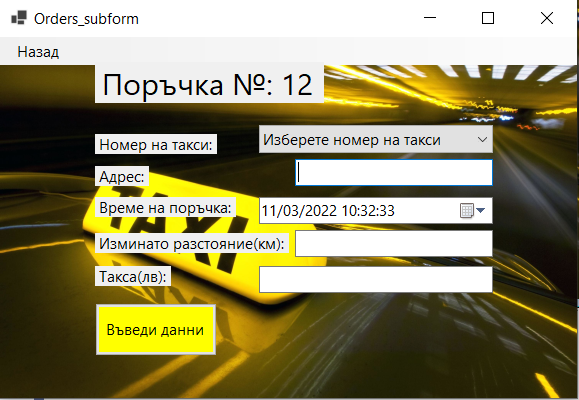 Orders_subform
Назад
Поръчка №: 12
Номер на такси: Изберете номер на такси
Адрес:
Време на поръчка: 11/03/2022 10:32:33
Изминато разстояние(км):
Такса(лв):
Въведи данни
TAXI